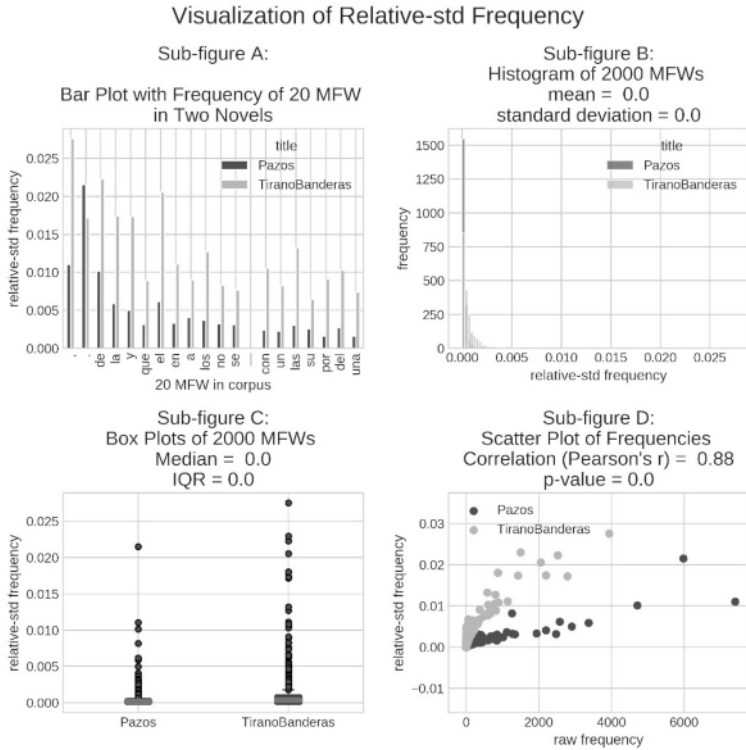 Visualization of Relative-std Frequency
Sub-figure A:
Bar Plot with Frequency of 20 MFW
in Two Novels
title
Pazos
TiranoBanderas
relative-std frequency
0.025
0.020
0.015
0.010
0.005
0.000
, . de la y que el en a los no se — con un las su por del una
20 MFW in corpus
Sub-figure B:
Histogram of 2000 MFWs
mean = 0.0
standard deviation = 0.0
title
Pazos
TiranoBanderas
frequency
1500
1250
1000
750
500
250
0
0.000 0.005 0.010 0.015 0.020 0.025
relative-std frequency
Sub-figure C:
Box Plots of 2000 MFWs
Median = 0.0
IQR = 0.0
relative-std frequency
0.025
0.020
0.015
0.010
0.005
0.000
Pazos TiranoBanderas
Sub-figure D:
Scatter Plot of Frequencies
Correlation (Pearson's r) = 0.88
p-value = 0.0
Pazos
TiranoBanderas
relative-std frequency
0.03
0.02
0.01
0.00
−0.01
0 2000 4000 6000
raw frequency